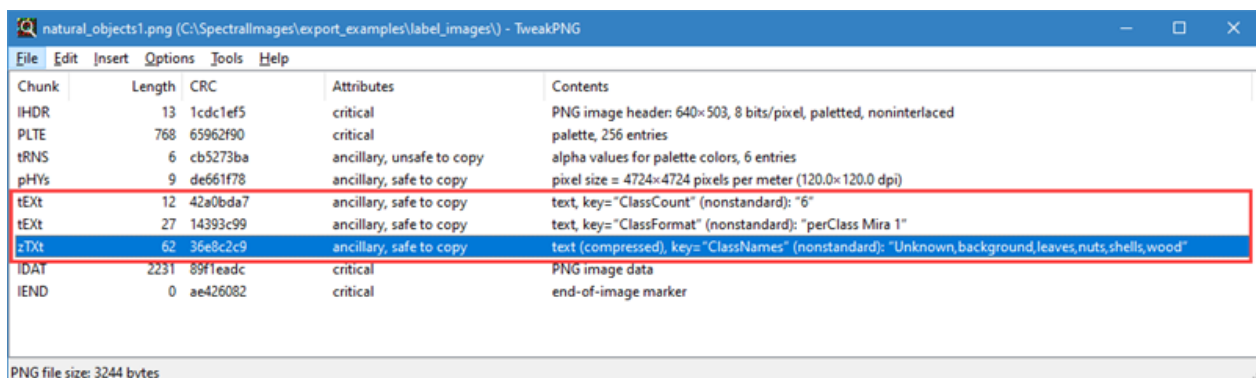 natural_objects1.png (C:\SpectralImages\export_examples\label_images\) - TweakPNG
File Edit Insert Options Tools Help
Chunk Length CRC Attributes Contents
IHDR 13 1cdc1ef5 critical PNG image header: 640×503, 8 bits/pixel, paletted, noninterlaced
PLTE 768 65962f90 critical palette, 256 entries
tRNS 6 cb5273ba ancillary, unsafe to copy alpha values for palette colors, 6 entries
pHYs 9 de661f78 ancillary, safe to copy pixel size = 4724×4724 pixels per meter (120.0×120.0 dpi)
tEXt 12 42a0bda7 ancillary, safe to copy text, key="ClassCount" (nonstandard): "6"
tEXt 27 14393c99 ancillary, safe to copy text, key="ClassFormat" (nonstandard): "perClass Mira 1"
zTXt 62 36e8c2c9 ancillary, safe to copy text (compressed), key="ClassNames" (nonstandard): "Unknown,background,leaves,nuts,shells,wood"
IDAT 2231 89f1eadc critical PNG image data
IEND 0 ae426082 critical end-of-image marker
PNG file size: 3244 bytes